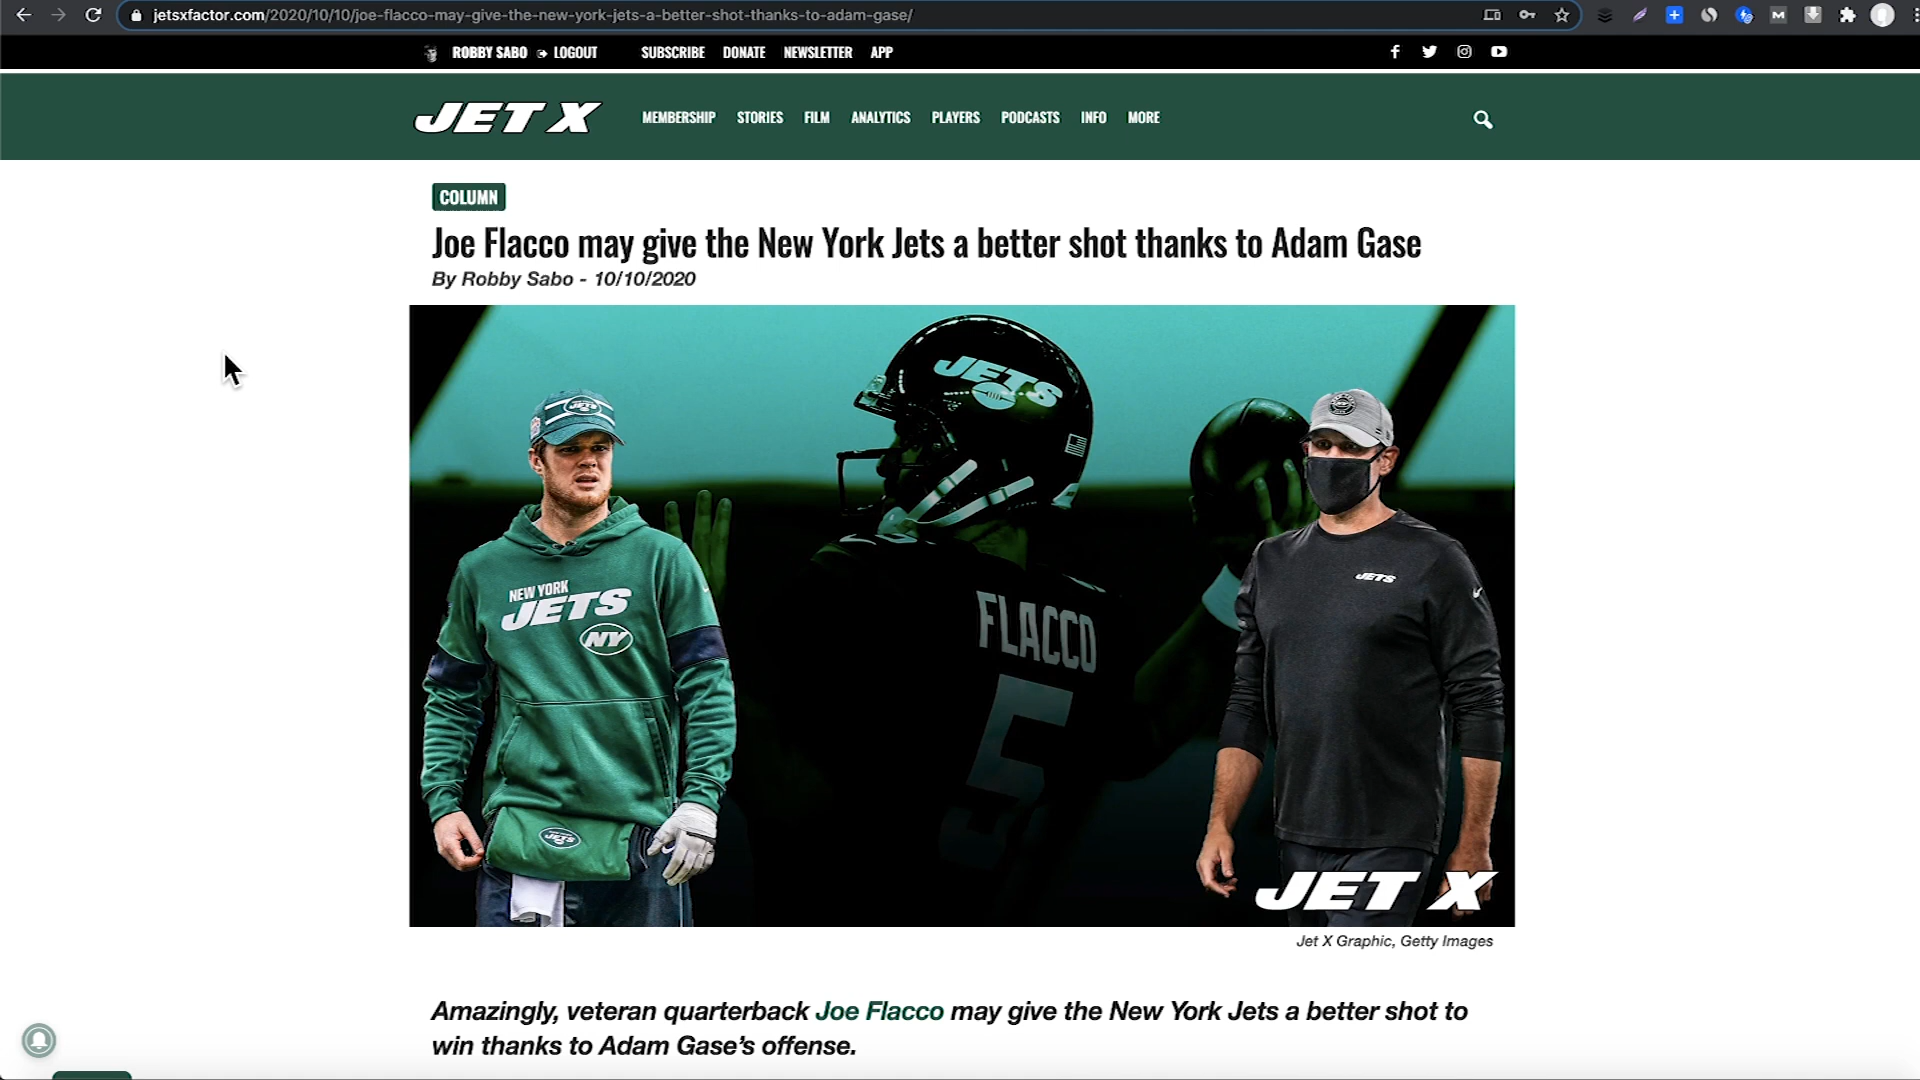 jetsxfactor.com/2020/10/10/joe-flacco-may-give-the-new-york-jets-a-better-shot-thanks-to-adam-gase/
ROBBY SABO LOGOUT SUBSCRIBE DONATE NEWSLETTER APP
JET X MEMBERSHIP STORIES FILM ANALYTICS PLAYERS PODCASTS INFO MORE
COLUMN
Joe Flacco may give the New York Jets a better shot thanks to Adam Gase
By Robby Sabo - 10/10/2020
JETS
JETS
NEW YORK
JETS
NY
JETS
FLACCO
5
JETS
JET X
Jet X Graphic, Getty Images
Amazingly, veteran quarterback Joe Flacco may give the New York Jets a better shot to
win thanks to Adam Gase’s offense.